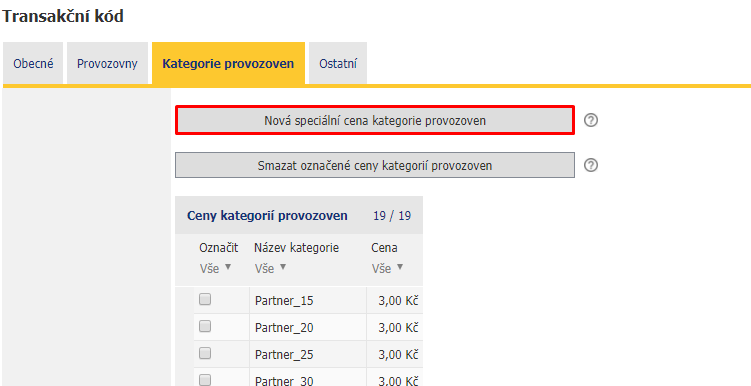 Transakční kód
Obecné Provozovny Kategorie provozoven Ostatní
Nová speciální cena kategorie provozoven ?
Smazat označené ceny kategorií provozoven ?
Ceny kategorií provozoven 19 / 19
Označit Název kategorie Cena
Vše ▼ Vše ▼ Vše ▼
Partner_15 3,00 Kč
Partner_20 3,00 Kč
Partner_25 3,00 Kč
Partner_30 3,00 Kč